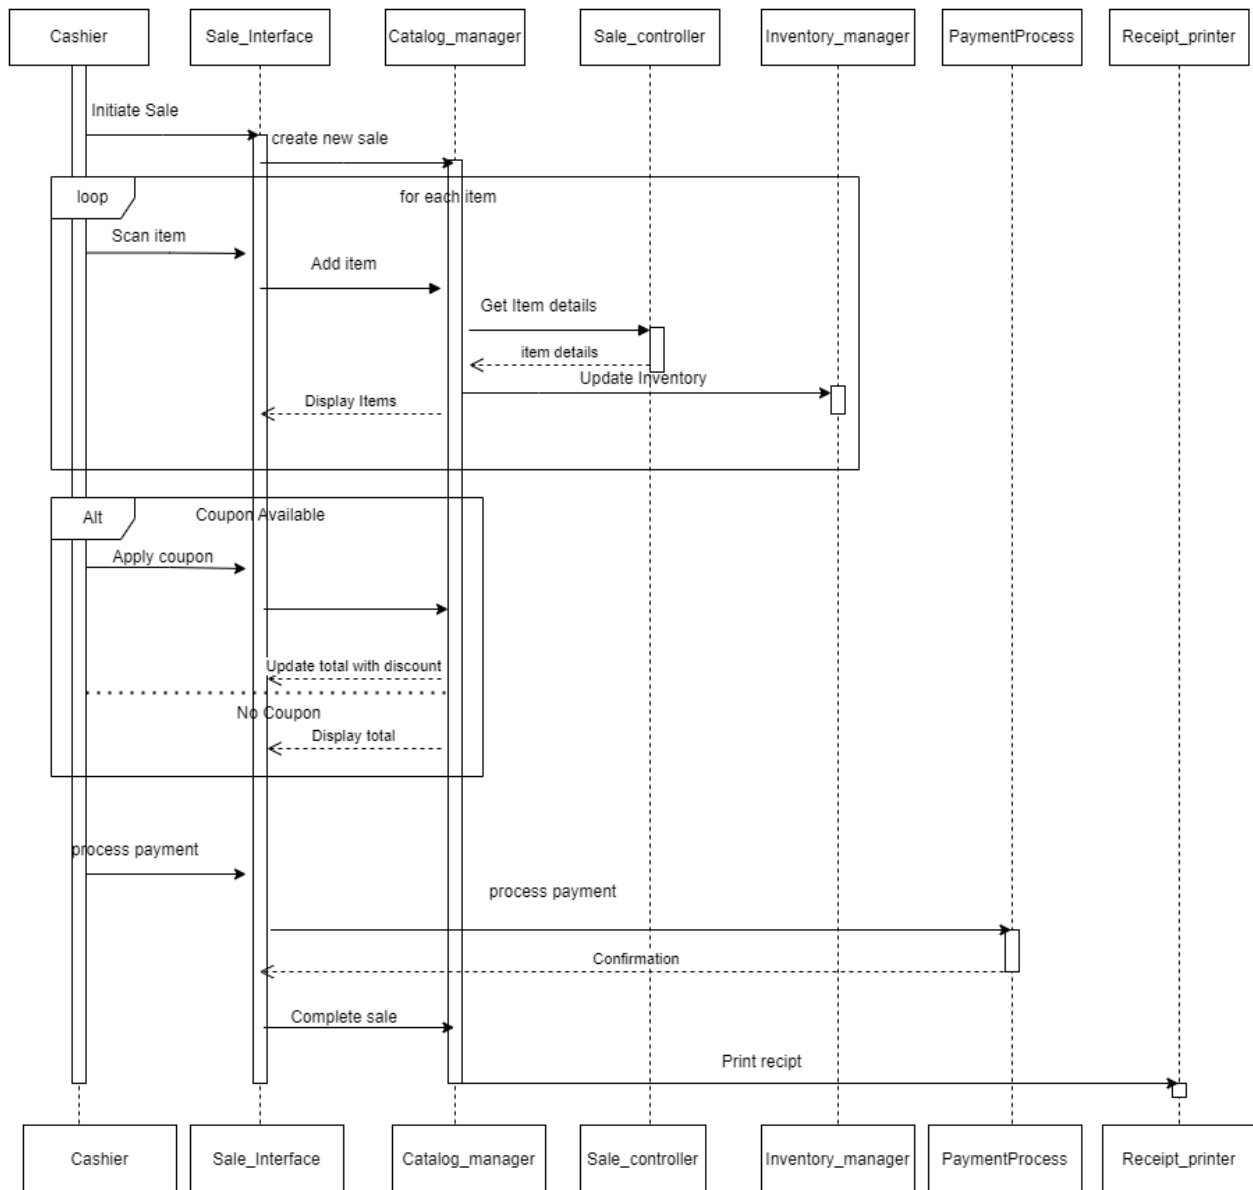 Cashier
Sale_Interface
Catalog_manager
Sale_controller
Inventory_manager
PaymentProcess
Receipt_printer
Initiate Sale
create new sale
loop
for each item
Scan item
Add item
Get Item details
item details
Update Inventory
Display Items
Alt
Coupon Available
Apply coupon
Update total with discount
No Coupon
Display total
process payment
process payment
Confirmation
Complete sale
Print recipt
Cashier
Sale_Interface
Catalog_manager
Sale_controller
Inventory_manager
PaymentProcess
Receipt_printer